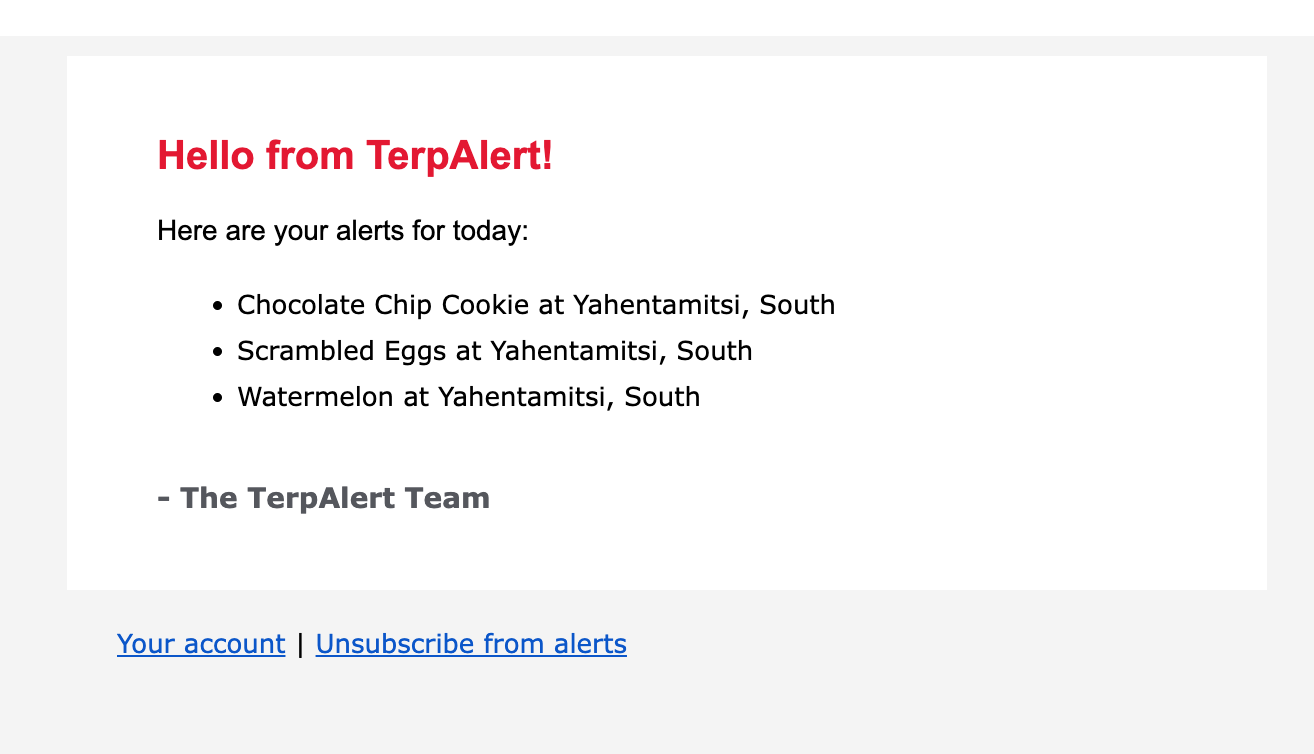 Hello from TerpAlert!
Here are your alerts for today:
• Chocolate Chip Cookie at Yahentamitsi, South
• Scrambled Eggs at Yahentamitsi, South
• Watermelon at Yahentamitsi, South
- The TerpAlert Team
Your account | Unsubscribe from alerts